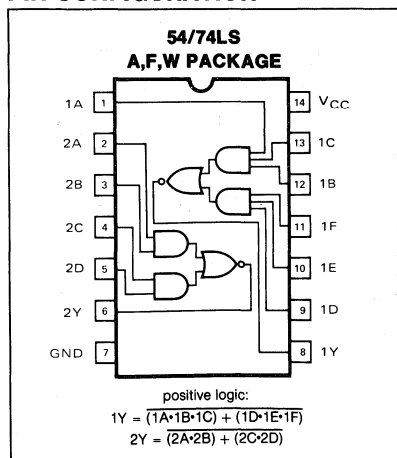 54/74LS
A,F,W PACKAGE
1A 1 14 VCC
2A 2 13 1C
2B 3 12 1B
2C 4 11 1F
2D 5 10 1E
2Y 6 9 1D
GND 7 8 1Y
positive logic:
1Y = (1A•1B•1C) + (1D•1E•1F)
2Y = (2A•2B) + (2C•2D)